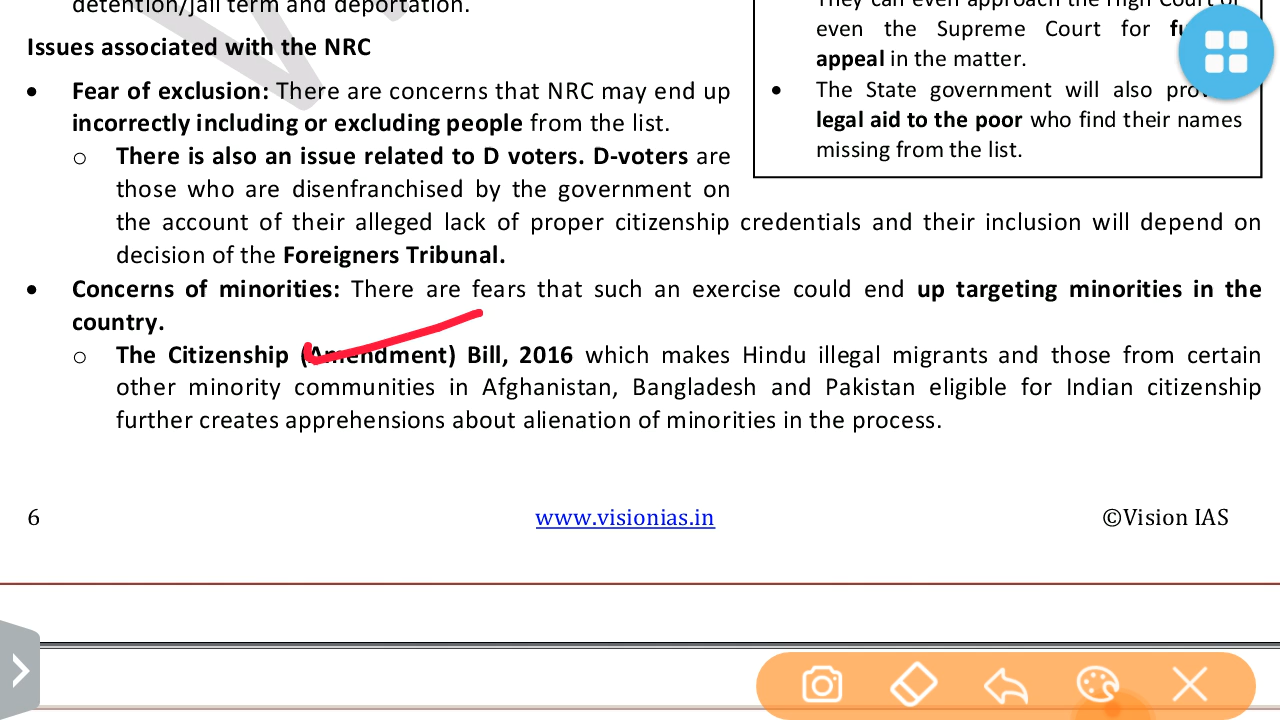 detention/jail term and deportation.
Issues associated with the NRC
• Fear of exclusion: There are concerns that NRC may end up
incorrectly including or excluding people from the list.
o There is also an issue related to D voters. D-voters are
those who are disenfranchised by the government on
the account of their alleged lack of proper citizenship credentials and their inclusion will depend on
decision of the Foreigners Tribunal.
• Concerns of minorities: There are fears that such an exercise could end up targeting minorities in the
country.
o The Citizenship (Amendment) Bill, 2016 which makes Hindu illegal migrants and those from certain
other minority communities in Afghanistan, Bangladesh and Pakistan eligible for Indian citizenship
further creates apprehensions about alienation of minorities in the process.
They can even approach the High Court or
even the Supreme Court for
appeal in the matter.
• The State government will also
legal aid to the poor who find their names
missing from the list.
6
www.visionias.in
©Vision IAS